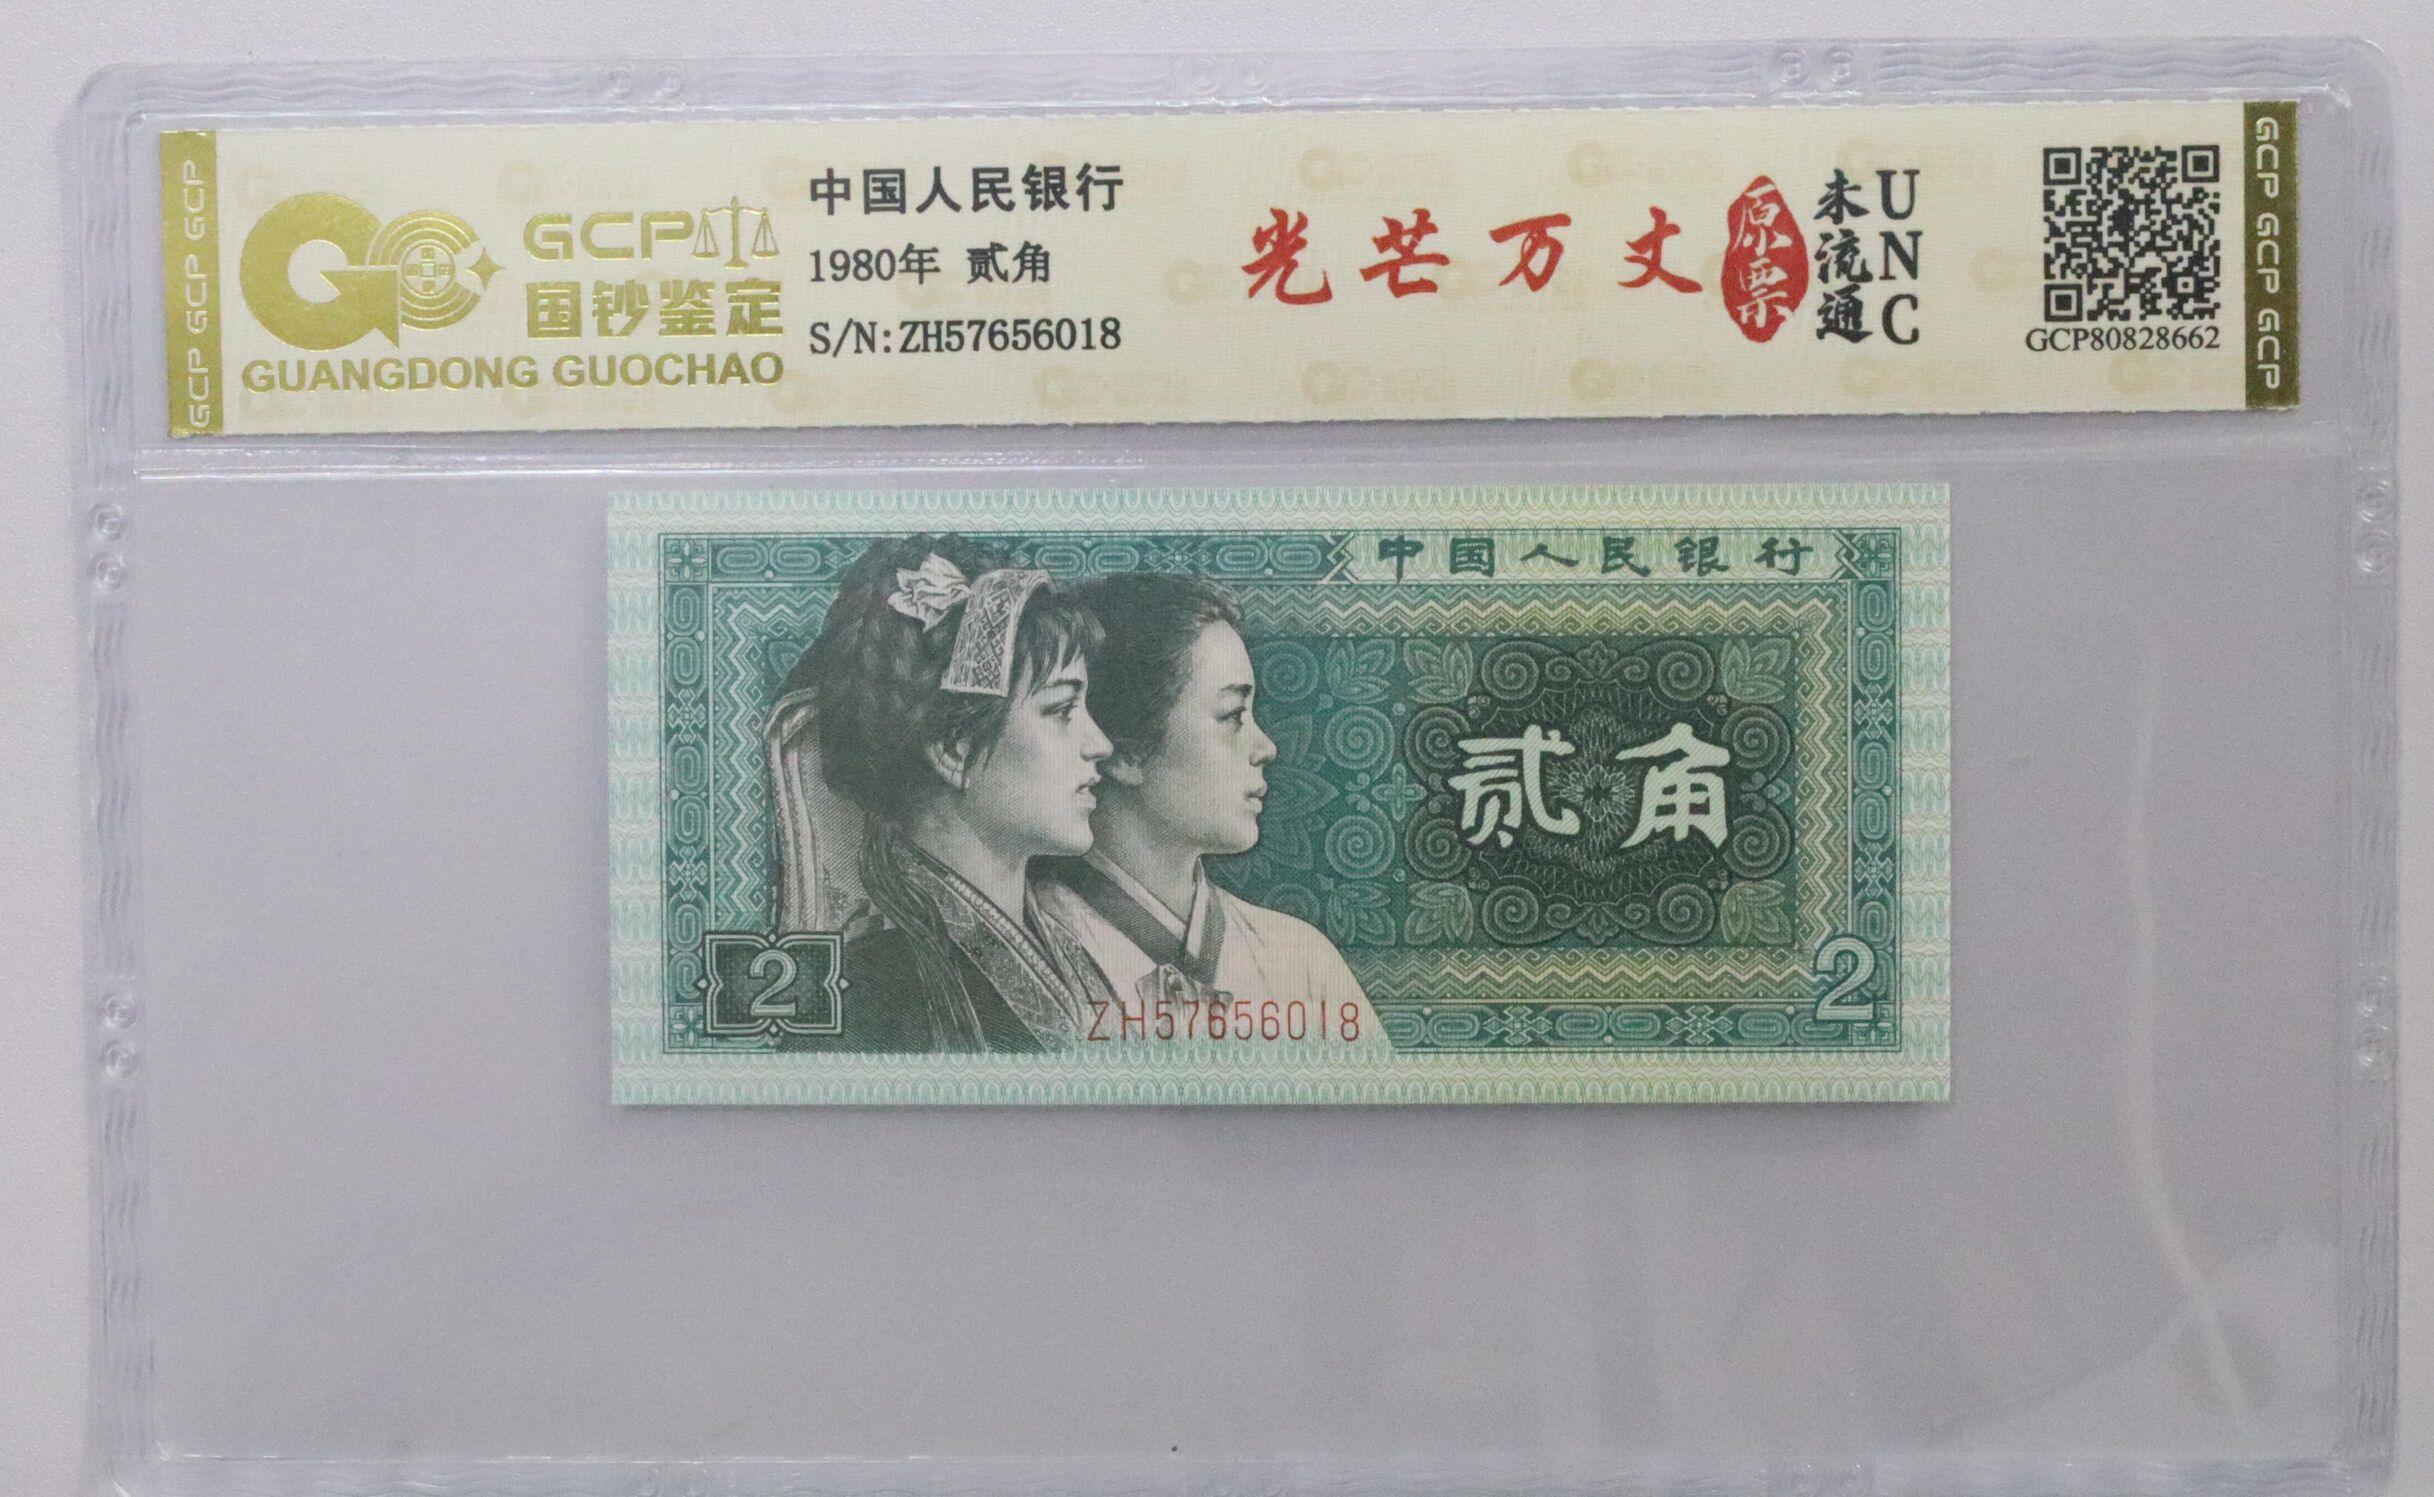 GCP GCP GCP
GCP
国钞鉴定
GUANGDONG GUOCHAO
中国人民银行
1980年 贰角
S/N:ZH57656018
光芒万丈
原票
未流通
UNC
GCP80828662
GCP GCP GCP
中国人民银行
贰角
2
2
ZH57656018